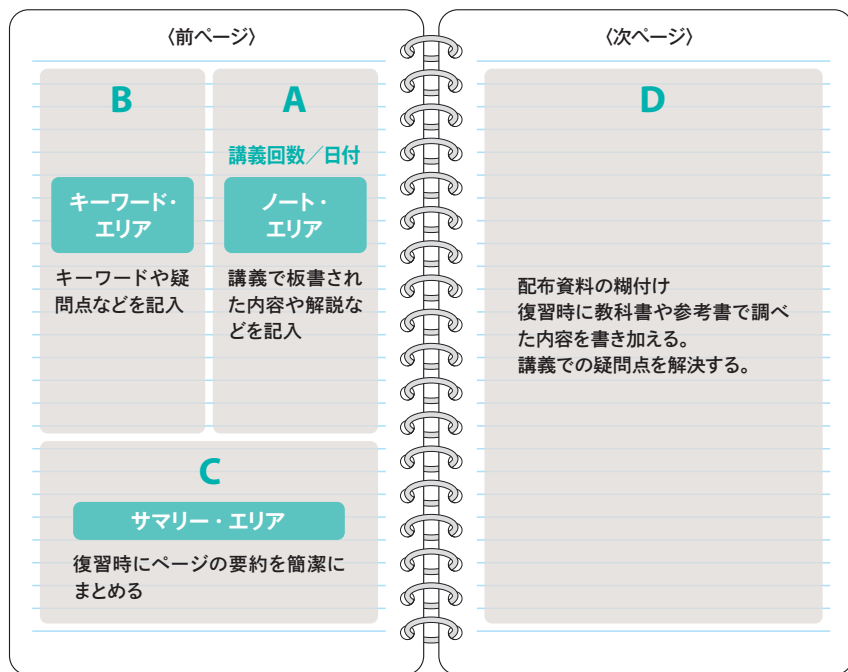 〈前ページ〉
B
キーワード・
エリア
キーワードや疑
問点などを記入
A
講義回数／日付
ノート・
エリア
講義で板書され
た内容や解説な
どを記入
C
サマリー・エリア
復習時にページの要約を簡潔に
まとめる
〈次ページ〉
D
配布資料の糊付け
復習時に教科書や参考書で調べ
た内容を書き加える。
講義での疑問点を解決する。